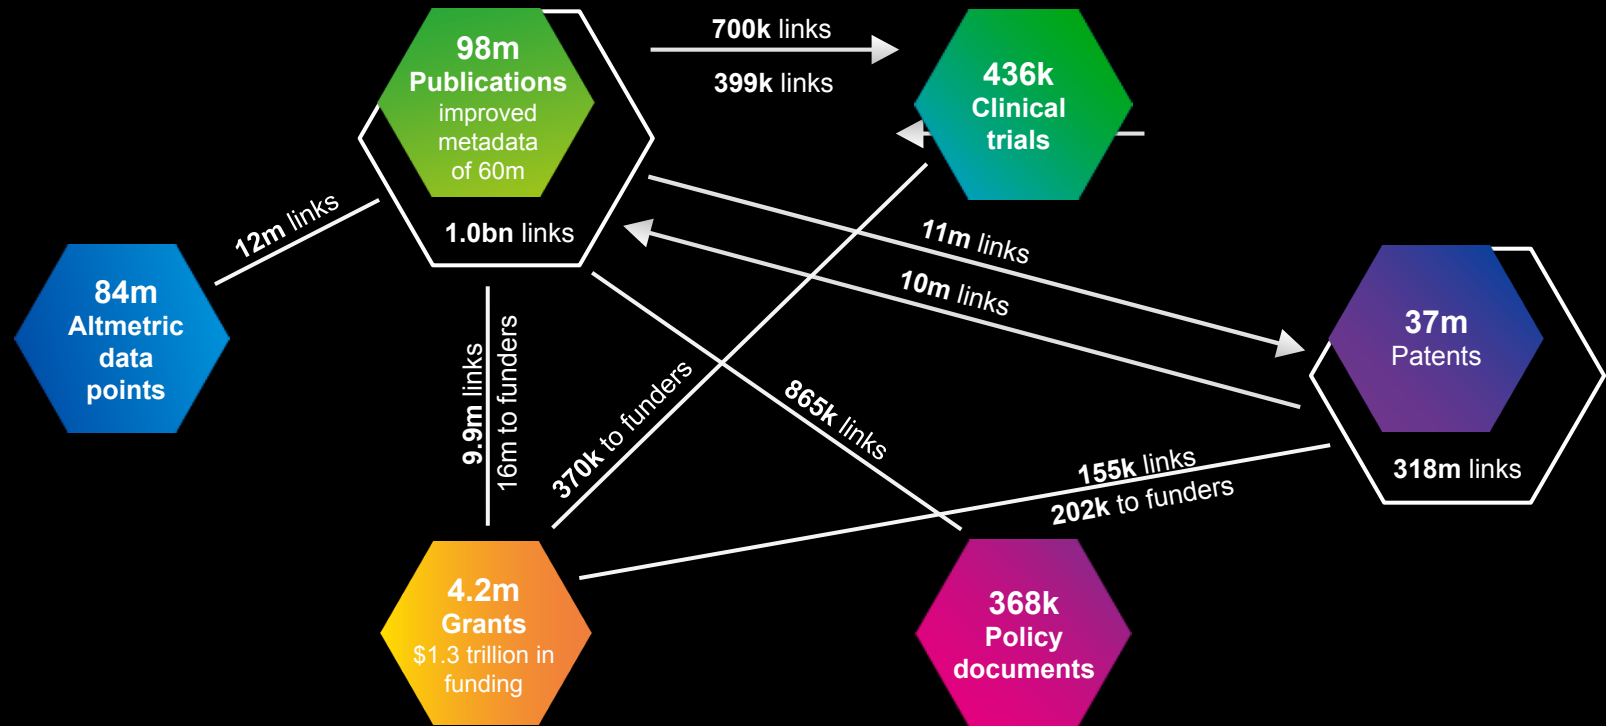 98m
Publications
improved
metadata
of 60m
1.0bn links
700k links
399k links
436k
Clinical
trials
12m links
84m
Altmetric
data
points
11m links
10m links
37m
Patents
318m links
9.9m links
16m to funders
370k to funders
865k links
155k links
202k to funders
4.2m
Grants
$1.3 trillion in
funding
368k
Policy
documents